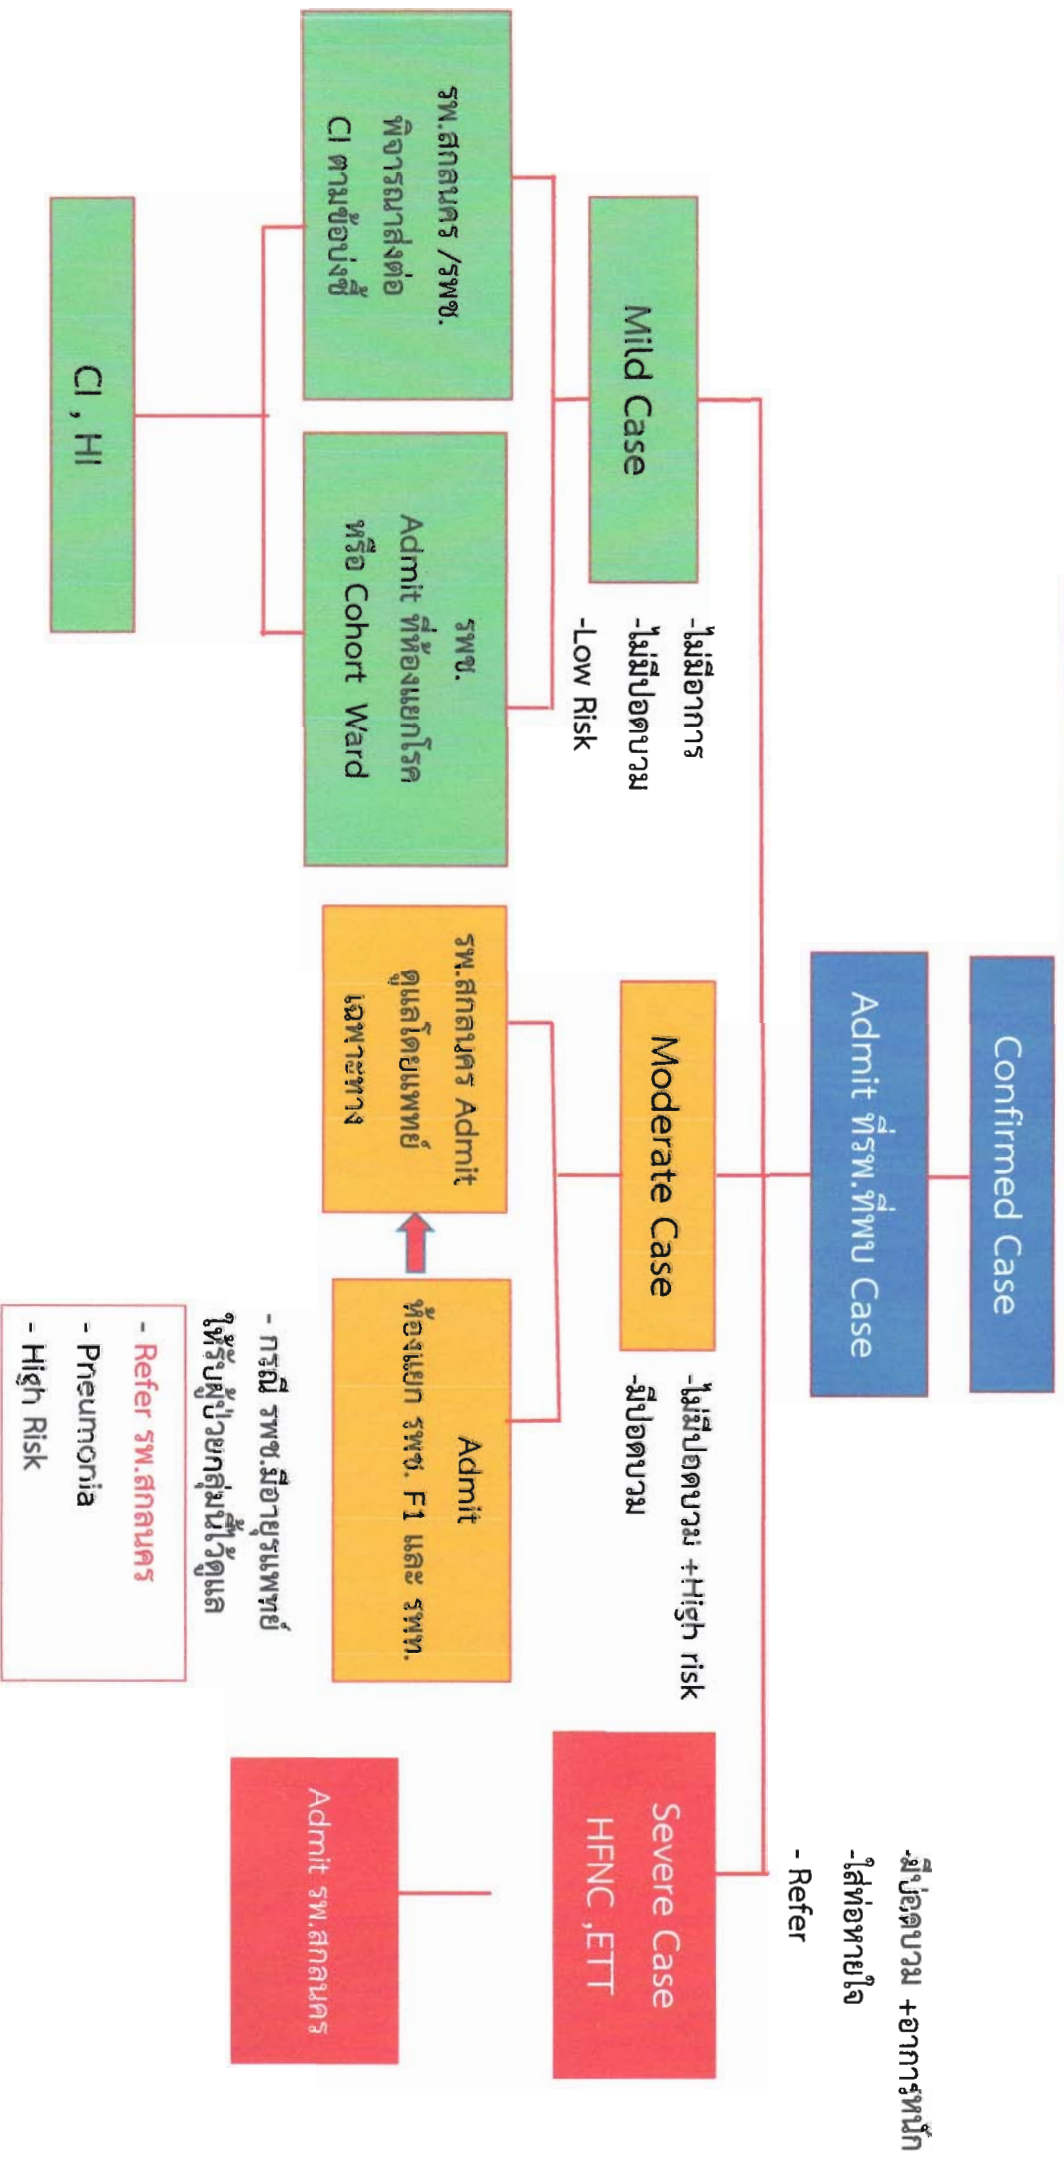 Confirmed Case
Admit ที่รพ.ที่พบ Case
-มีปอดบวม +อาการหนัก
-ใส่ท่อหายใจ
- Refer
Mild Case
-ไม่มีอาการ
-ไม่มีปอดบวม
-Low Risk
Moderate Case
-ไม่มีปอดบวม +High risk
-มีปอดบวม
Severe Case
HFNC ,ETT
รพ.สกลนคร /รพช.
พิจารณาส่งต่อ
CI ตามข้อบ่งชี้
รพช.
Admit ที่ห้องแยกโรค
หรือ Cohort Ward
รพ.สกลนคร Admit
ดูแลโดยแพทย์
เฉพาะทาง
Admit
ห้องแยก รพช. F1 และ รพท.
Admit รพ.สกลนคร
- กรณี รพช.มีอายุรแพทย์
ให้รับผู้ป่วยกลุ่มนี้ไว้ดูแล
CI , HI
- Refer รพ.สกลนคร
- Pneumonia
- High Risk